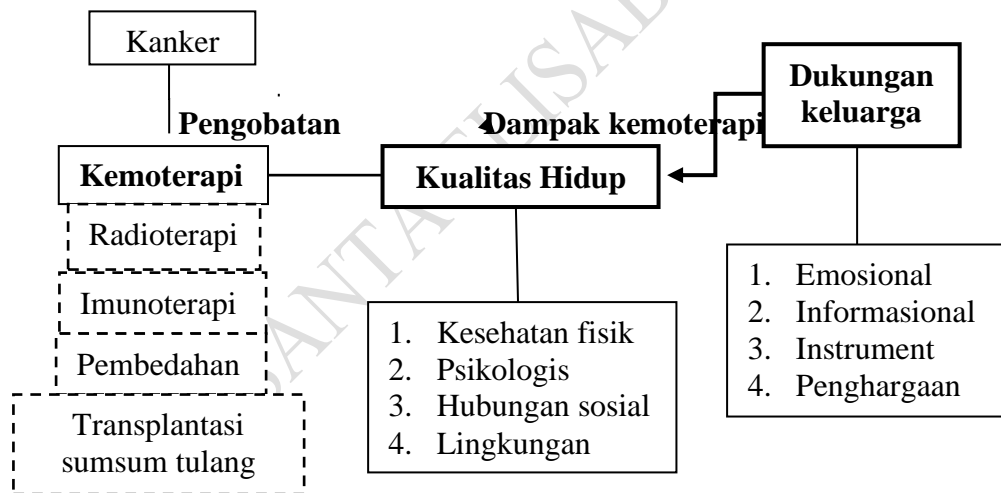 Kanker
Dukungan
keluarga
Pengobatan
Dampak kemoterapi
Kemoterapi
Kualitas Hidup
Radioterapi
Imunoterapi
Pembedahan
Transplantasi
sumsum tulang
1. Kesehatan fisik
2. Psikologis
3. Hubungan sosial
4. Lingkungan
1. Emosional
2. Informasional
3. Instrument
4. Penghargaan